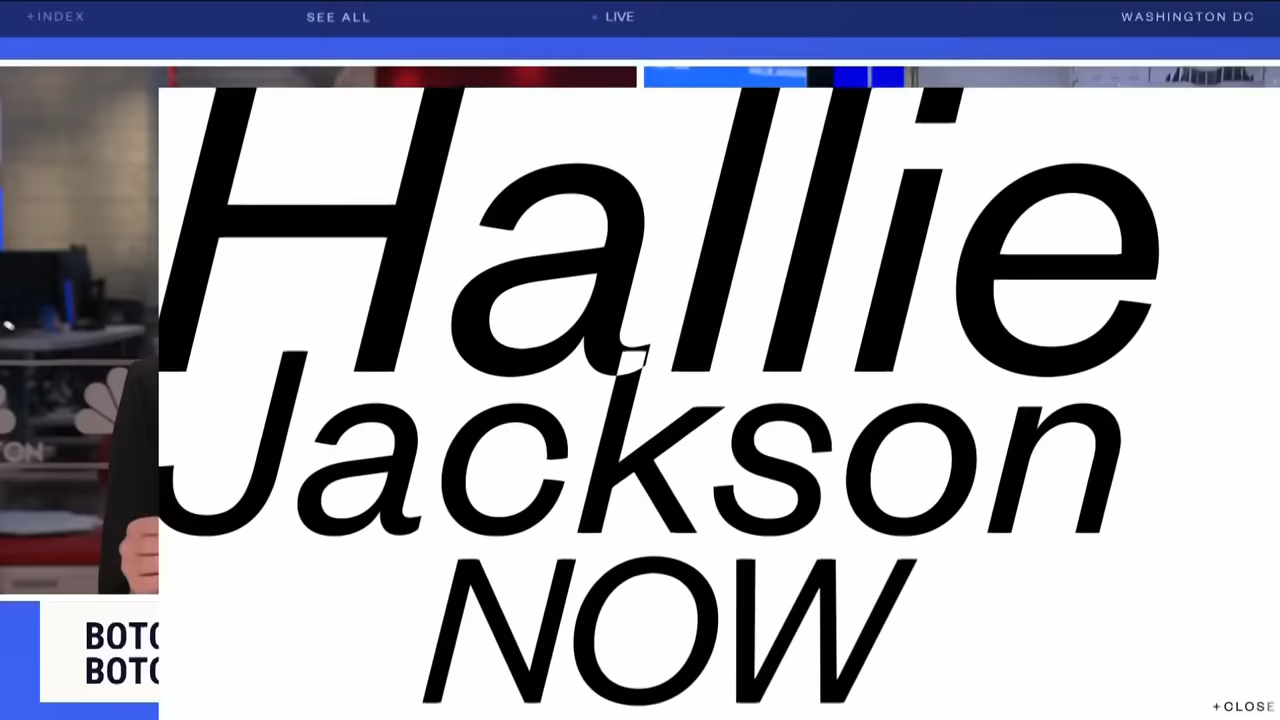 +INDEX
SEE ALL
LIVE
WASHINGTON DC
Hallie
Jackson
NOW
+CLOSE